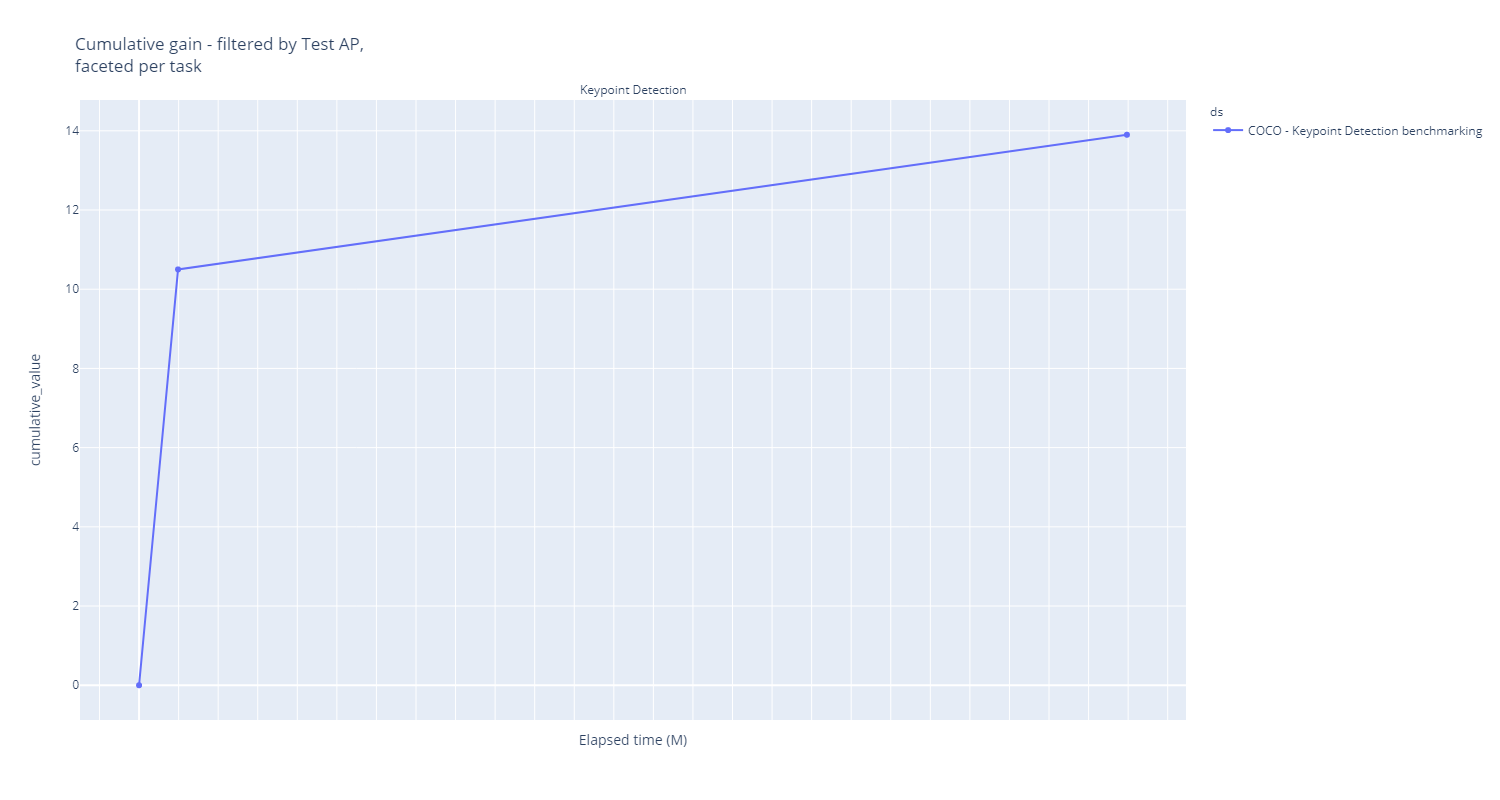 Cumulative gain - filtered by Test AP,
faceted per task
Keypoint Detection
ds
COCO - Keypoint Detection benchmarking
14
12
10
8
6
4
2
0
cumulative_value
Elapsed time (M)